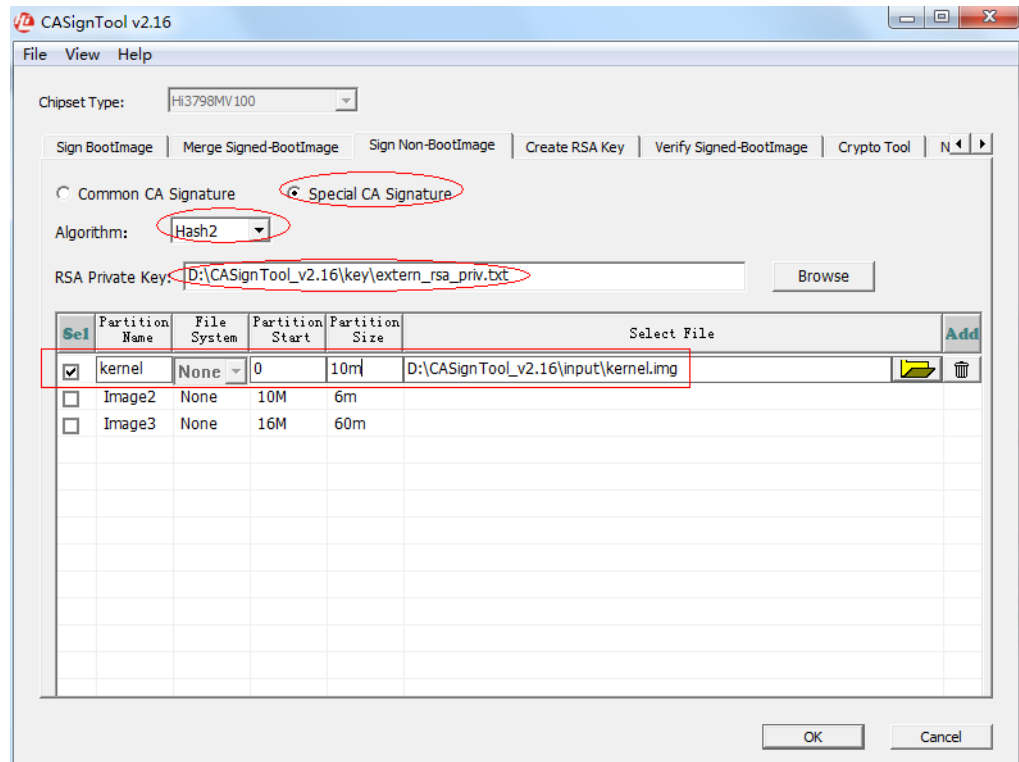 CASignTool v2.16
File View Help
Chipset Type: Hi3798MV100
Sign BootImage Merge Signed-BootImage Sign Non-BootImage Create RSA Key Verify Signed-BootImage Crypto Tool N
Common CA Signature Special CA Signature
Algorithm: Hash2
RSA Private Key: D:\CASignTool_v2.16\key\extern_rsa_priv.txt Browse
Sel Partition Name File System Partition Start Partition Size Select File Add
kernel None 0 10m D:\CASignTool_v2.16\input\kernel.img
Image2 None 10M 6m
Image3 None 16M 60m
OK Cancel